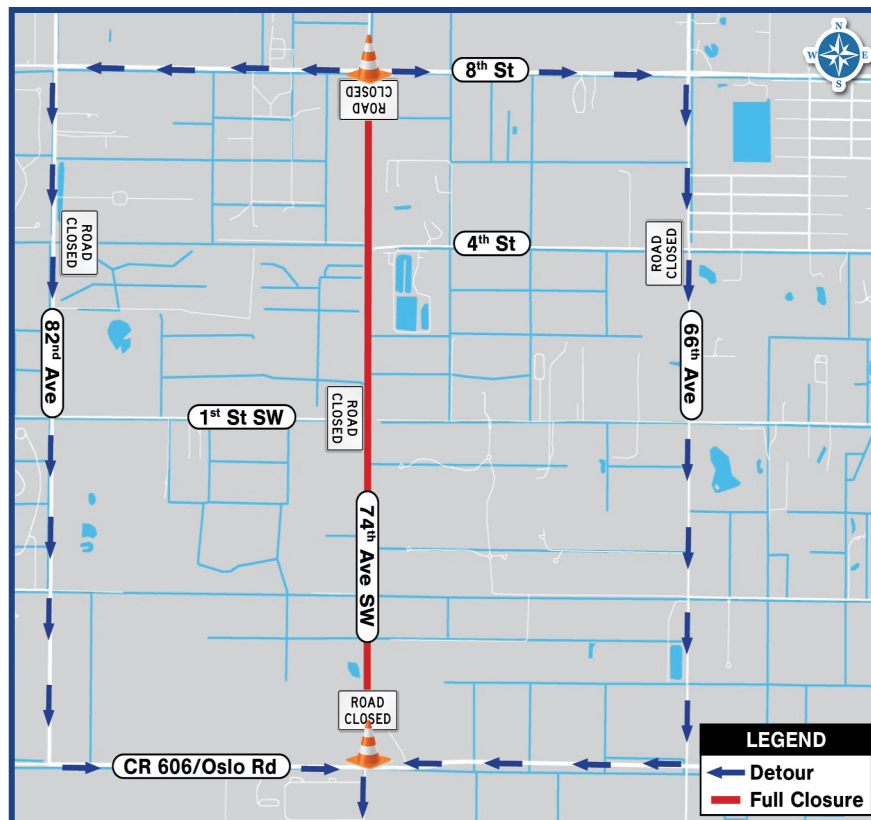 N
W E
S
8th St
ROAD
CLOSED
ROAD
CLOSED
4th St
ROAD
CLOSED
82nd Ave
66th Ave
1st St SW
ROAD
CLOSED
74th Ave SW
ROAD
CLOSED
CR 606/Oslo Rd
LEGEND
Detour
Full Closure